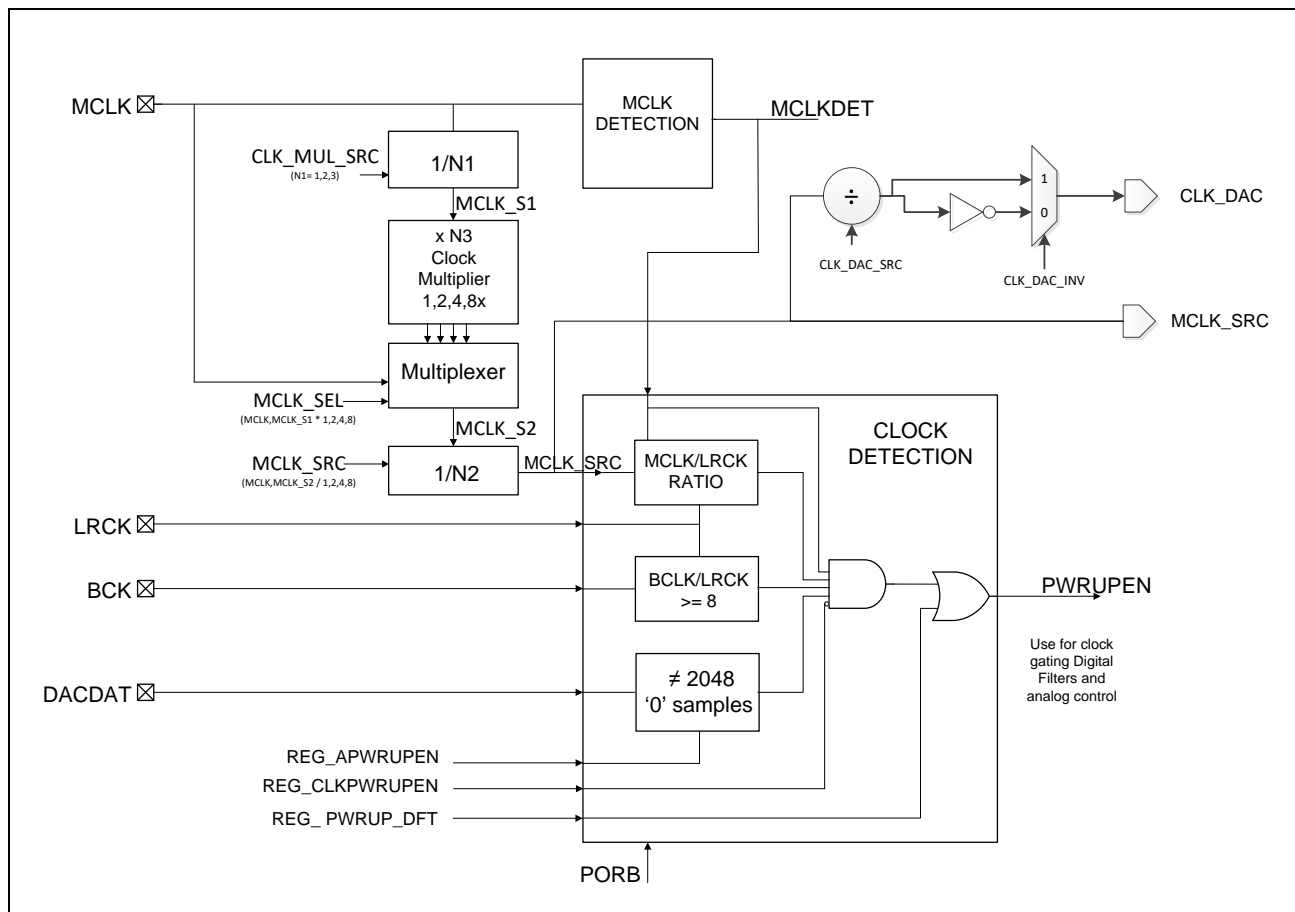 MCLK
MCLK
DETECTION
MCLKDET
CLK_MUL_SRC
(N1= 1,2,3)
1/N1
MCLK_S1
x N3
Clock
Multiplier
1,2,4,8x
Multiplexer
MCLK_SEL
(MCLK,MCLK_S1 * 1,2,4,8)
MCLK_S2
MCLK_SRC
(MCLK,MCLK_S2 / 1,2,4,8)
1/N2
MCLK_SRC
÷
CLK_DAC_SRC
1
0
CLK_DAC_INV
CLK_DAC
MCLK_SRC
CLOCK
DETECTION
MCLK/LRCK
RATIO
LRCK
BCK
BCLK/LRCK
>= 8
PWRUPEN
Use for clock
gating Digital
Filters and
analog control
DACDAT
≠ 2048
‘0’ samples
REG_APWRUPEN
REG_CLKPWRUPEN
REG_ PWRUP_DFT
PORB